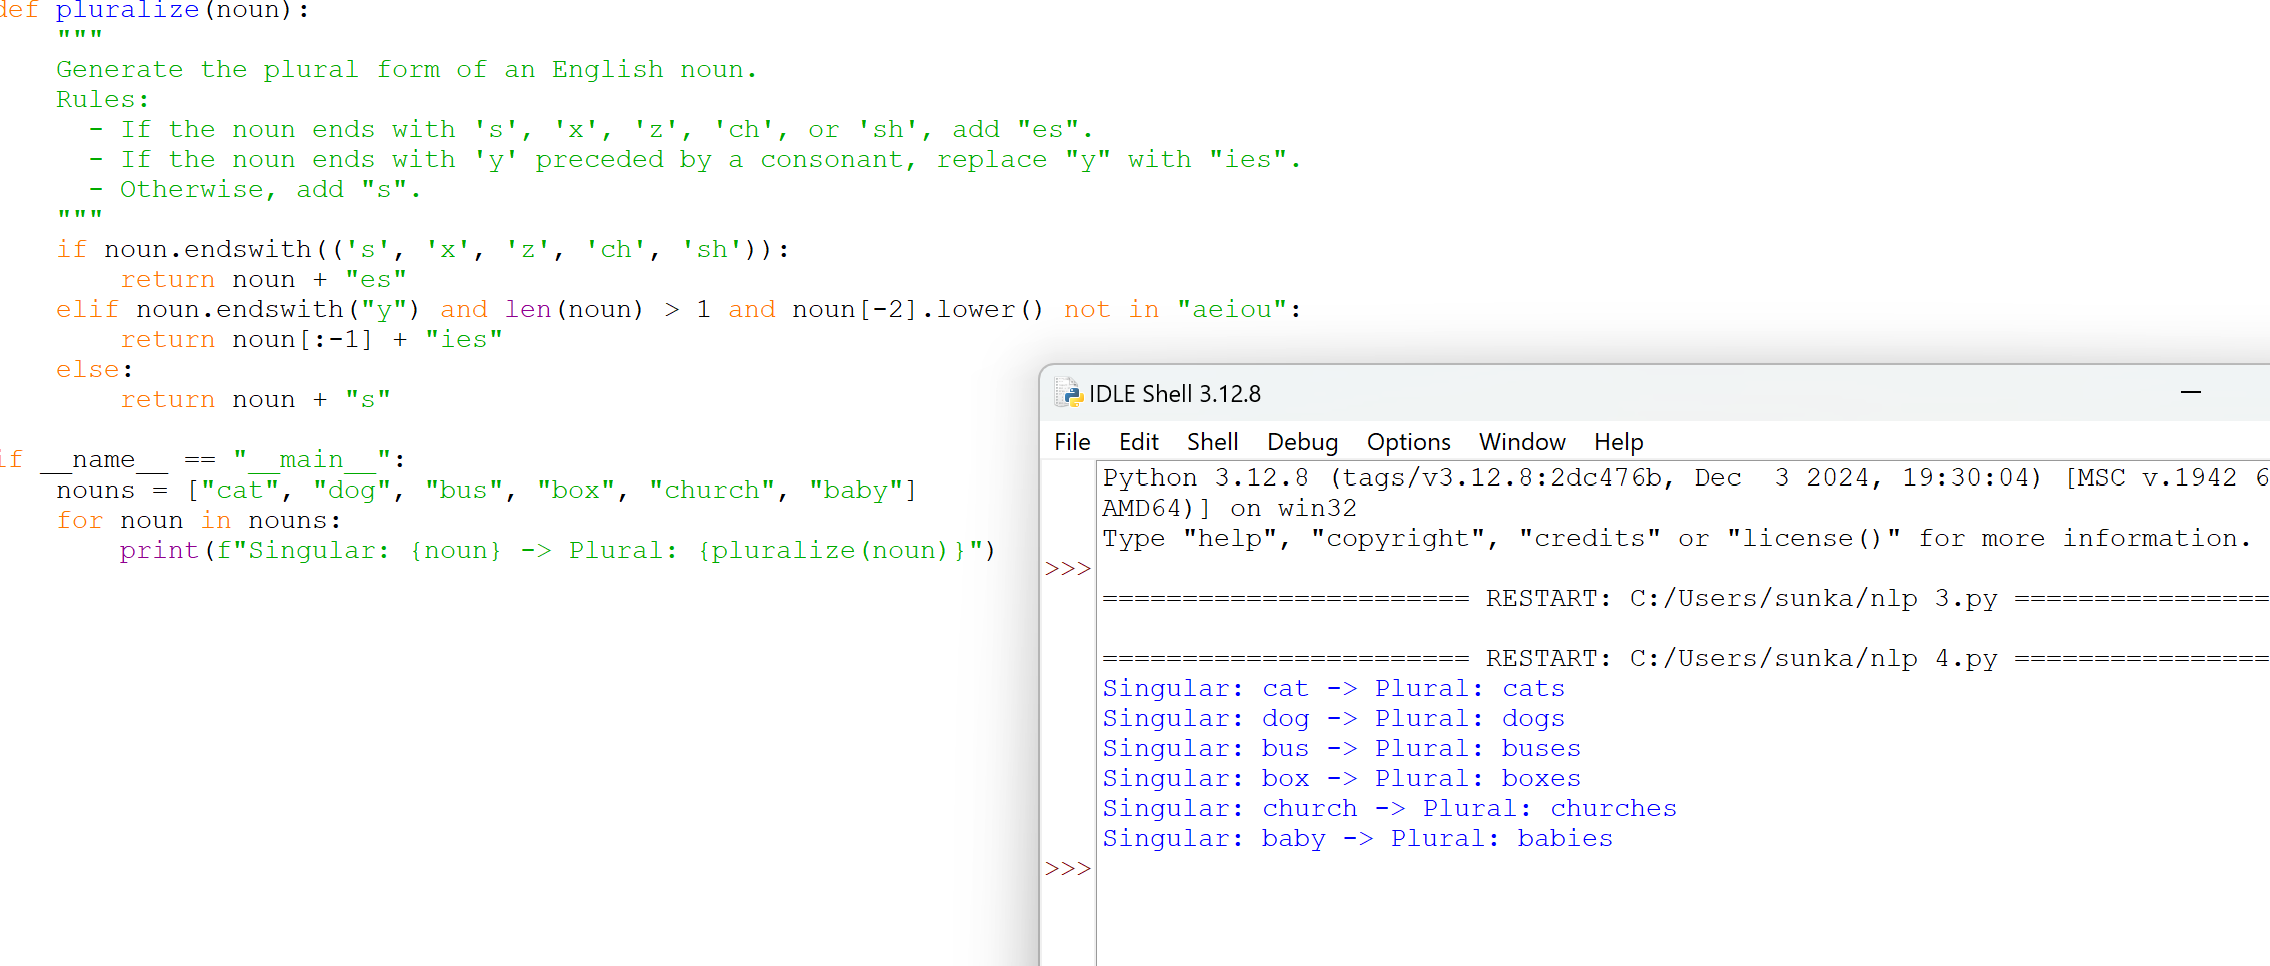 def pluralize(noun):
    """
    Generate the plural form of an English noun.
    Rules:
      - If the noun ends with 's', 'x', 'z', 'ch', or 'sh', add "es".
      - If the noun ends with 'y' preceded by a consonant, replace "y" with "ies".
      - Otherwise, add "s".
    """
    if noun.endswith(('s', 'x', 'z', 'ch', 'sh')):
        return noun + "es"
    elif noun.endswith("y") and len(noun) > 1 and noun[-2].lower() not in "aeiou":
        return noun[:-1] + "ies"
    else:
        return noun + "s"
if __name__ == "__main__":
    nouns = ["cat", "dog", "bus", "box", "church", "baby"]
    for noun in nouns:
        print(f"Singular: {noun} -> Plural: {pluralize(noun)}")
IDLE Shell 3.12.8
File Edit Shell Debug Options Window Help
Python 3.12.8 (tags/v3.12.8:2dc476b, Dec  3 2024, 19:30:04) [MSC v.1942 6
AMD64)] on win32
Type "help", "copyright", "credits" or "license()" for more information.
>>>
======================= RESTART: C:/Users/sunka/nlp 3.py ================
======================= RESTART: C:/Users/sunka/nlp 4.py ================
Singular: cat -> Plural: cats
Singular: dog -> Plural: dogs
Singular: bus -> Plural: buses
Singular: box -> Plural: boxes
Singular: church -> Plural: churches
Singular: baby -> Plural: babies
>>>